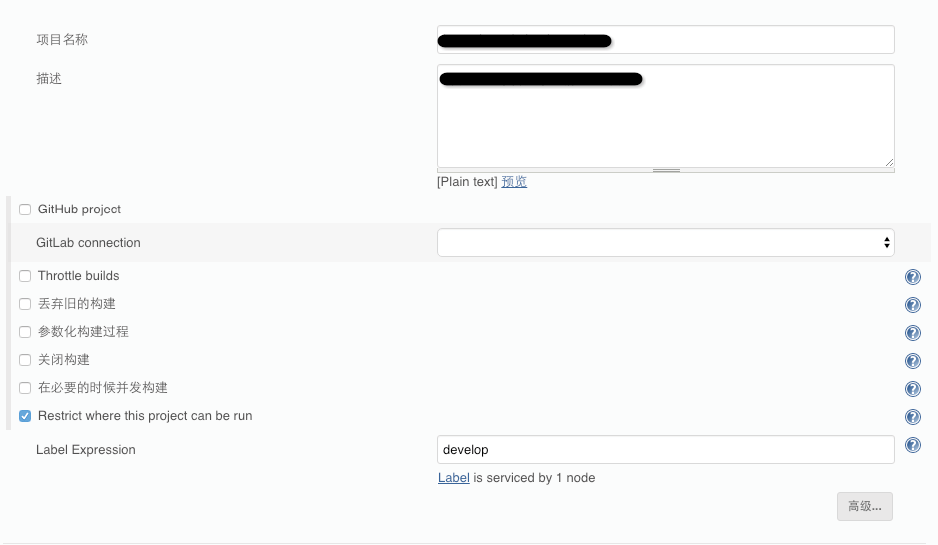 项目名称
描述
[Plain text] 预览
GitHub project
GitLab connection
Throttle builds
丢弃旧的构建
参数化构建过程
关闭构建
在必要的时候并发构建
Restrict where this project can be run
Label Expression
develop
Label is serviced by 1 node
高级...